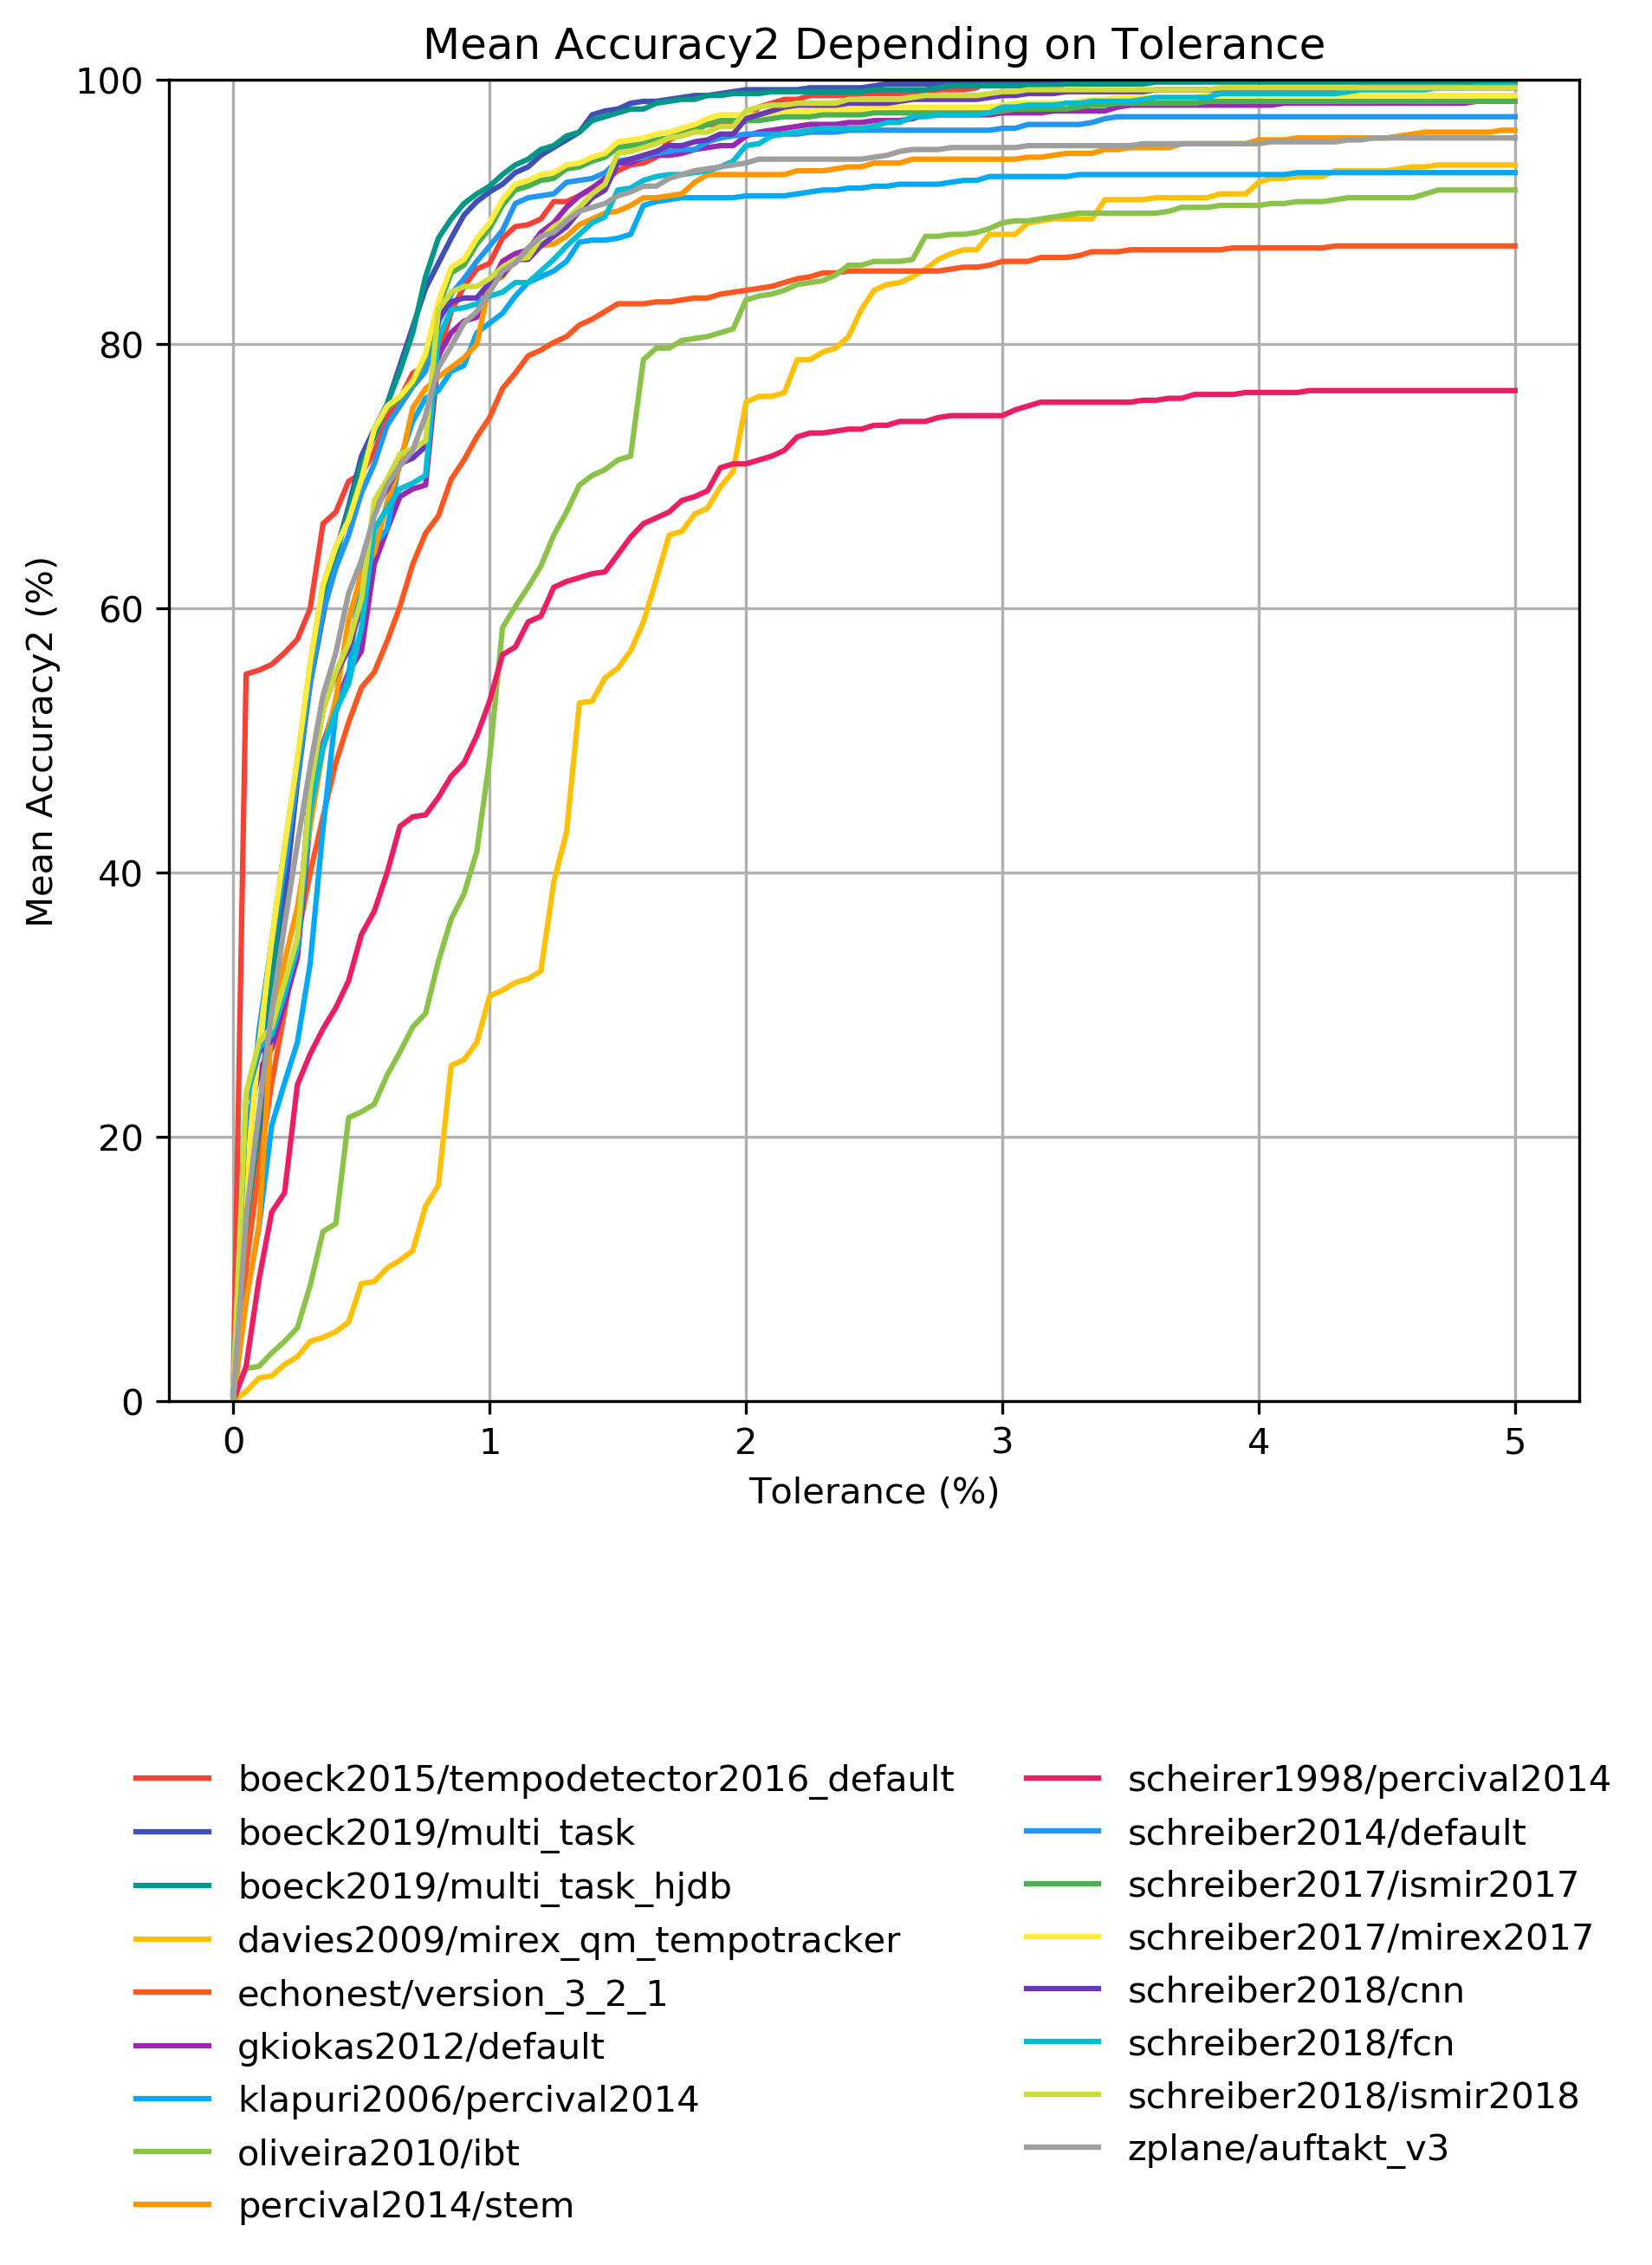 Mean Accuracy2 Depending on Tolerance
Mean Accuracy2 (%)
100
80
60
40
20
0
0 1 2 3 4 5
Tolerance (%)
boeck2015/tempodetector2016_default
boeck2019/multi_task
boeck2019/multi_task_hjdb
davies2009/mirex_qm_tempotracker
echonest/version_3_2_1
gkiokas2012/default
klapuri2006/percival2014
oliveira2010/ibt
percival2014/stem
scheirer1998/percival2014
schreiber2014/default
schreiber2017/ismir2017
schreiber2017/mirex2017
schreiber2018/cnn
schreiber2018/fcn
schreiber2018/ismir2018
zplane/auftakt_v3